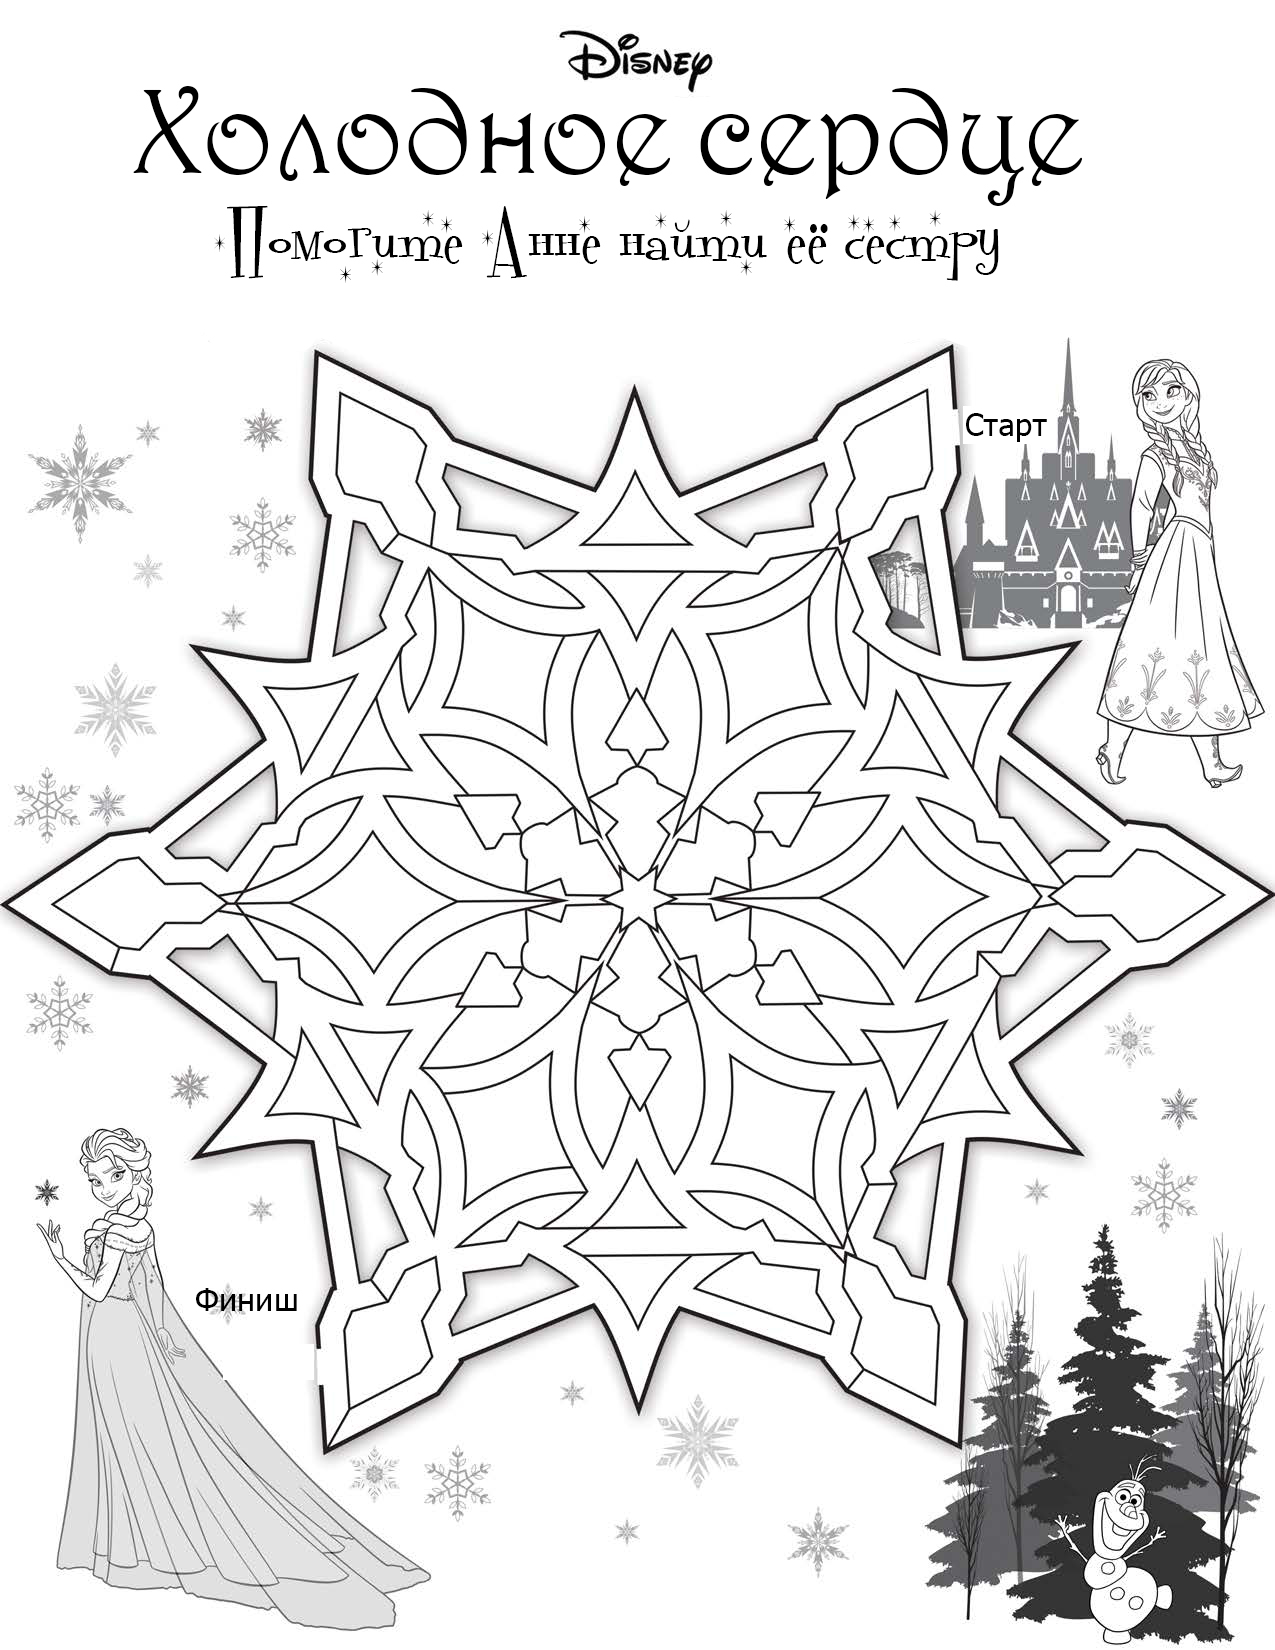 Disney
Холодное сердце
Помогите Анне найти её сестру
Старт
Финиш